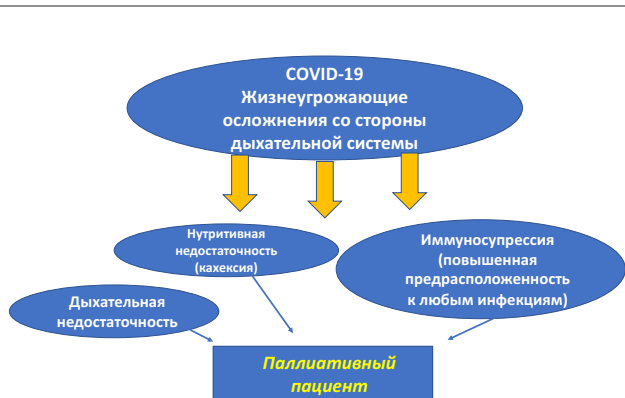 COVID-19
Жизнеугрожающие
осложнения со стороны
дыхательной системы
Нутритивная
недостаточность
(кахексия)
Иммуносупрессия
(повышенная
предрасположенность
к любым инфекциям)
Дыхательная
недостаточность
Паллиативный
пациент